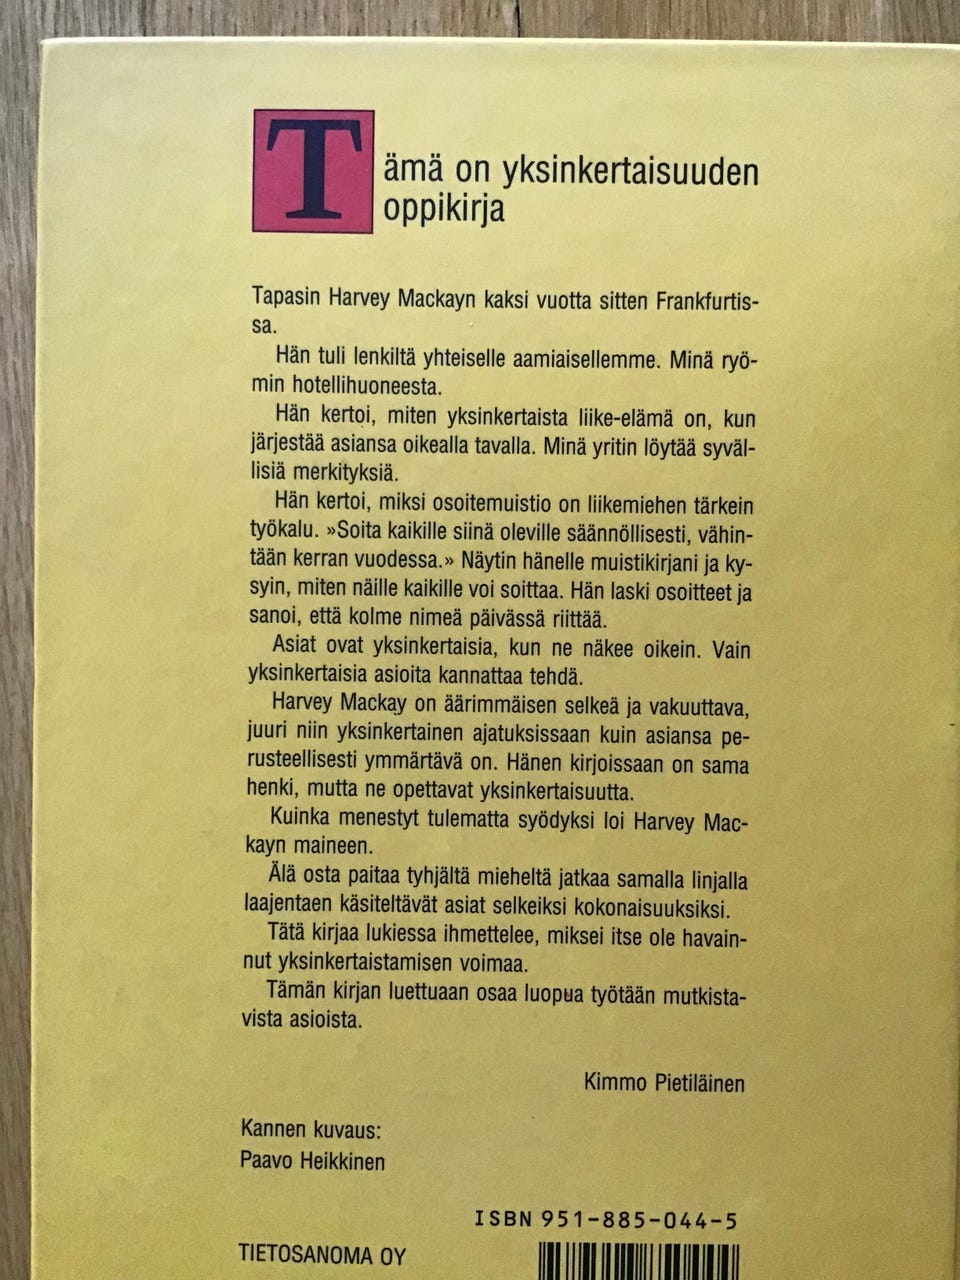 Tämä on yksinkertaisuuden
oppikirja
Tapasin Harvey Mackayn kaksi vuotta sitten Frankfurtis-
sa.
Hän tuli lenkiltä yhteiselle aamiaisellemme. Minä ryö-
min hotellihuoneesta.
Hän kertoi, miten yksinkertaista liike-elämä on, kun
järjestää asiansa oikealla tavalla. Minä yritin löytää syväl-
lisiä merkityksiä.
Hän kertoi, miksi osoitemuistio on liikemiehen tärkein
työkalu. »Soita kaikille siinä oleville säännöllisesti, vähin-
tään kerran vuodessa.» Näytin hänelle muistikirjani ja ky-
syin, miten näille kaikille voi soittaa. Hän laski osoitteet ja
sanoi, että kolme nimeä päivässä riittää.
Asiat ovat yksinkertaisia, kun ne näkee oikein. Vain
yksinkertaisia asioita kannattaa tehdä.
Harvey Mackay on äärimmäisen selkeä ja vakuuttava,
juuri niin yksinkertainen ajatuksissaan kuin asiansa pe-
rusteellisesti ymmärtävä on. Hänen kirjoissaan on sama
henki, mutta ne opettavat yksinkertaisuutta.
Kuinka menestyt tulematta syödyksi loi Harvey Mac-
kayn maineen.
Älä osta paitaa tyhjältä mieheltä jatkaa samalla linjalla
laajentaen käsiteltävät asiat selkeiksi kokonaisuuksiksi.
Tätä kirjaa lukiessa ihmettelee, miksei itse ole havain-
nut yksinkertaistamisen voimaa.
Tämän kirjan luettuaan osaa luopua työtään mutkista-
vista asioista.
Kimmo Pietiläinen
Kannen kuvaus:
Paavo Heikkinen
ISBN 951-885-044-5
TIETOSANOMA OY